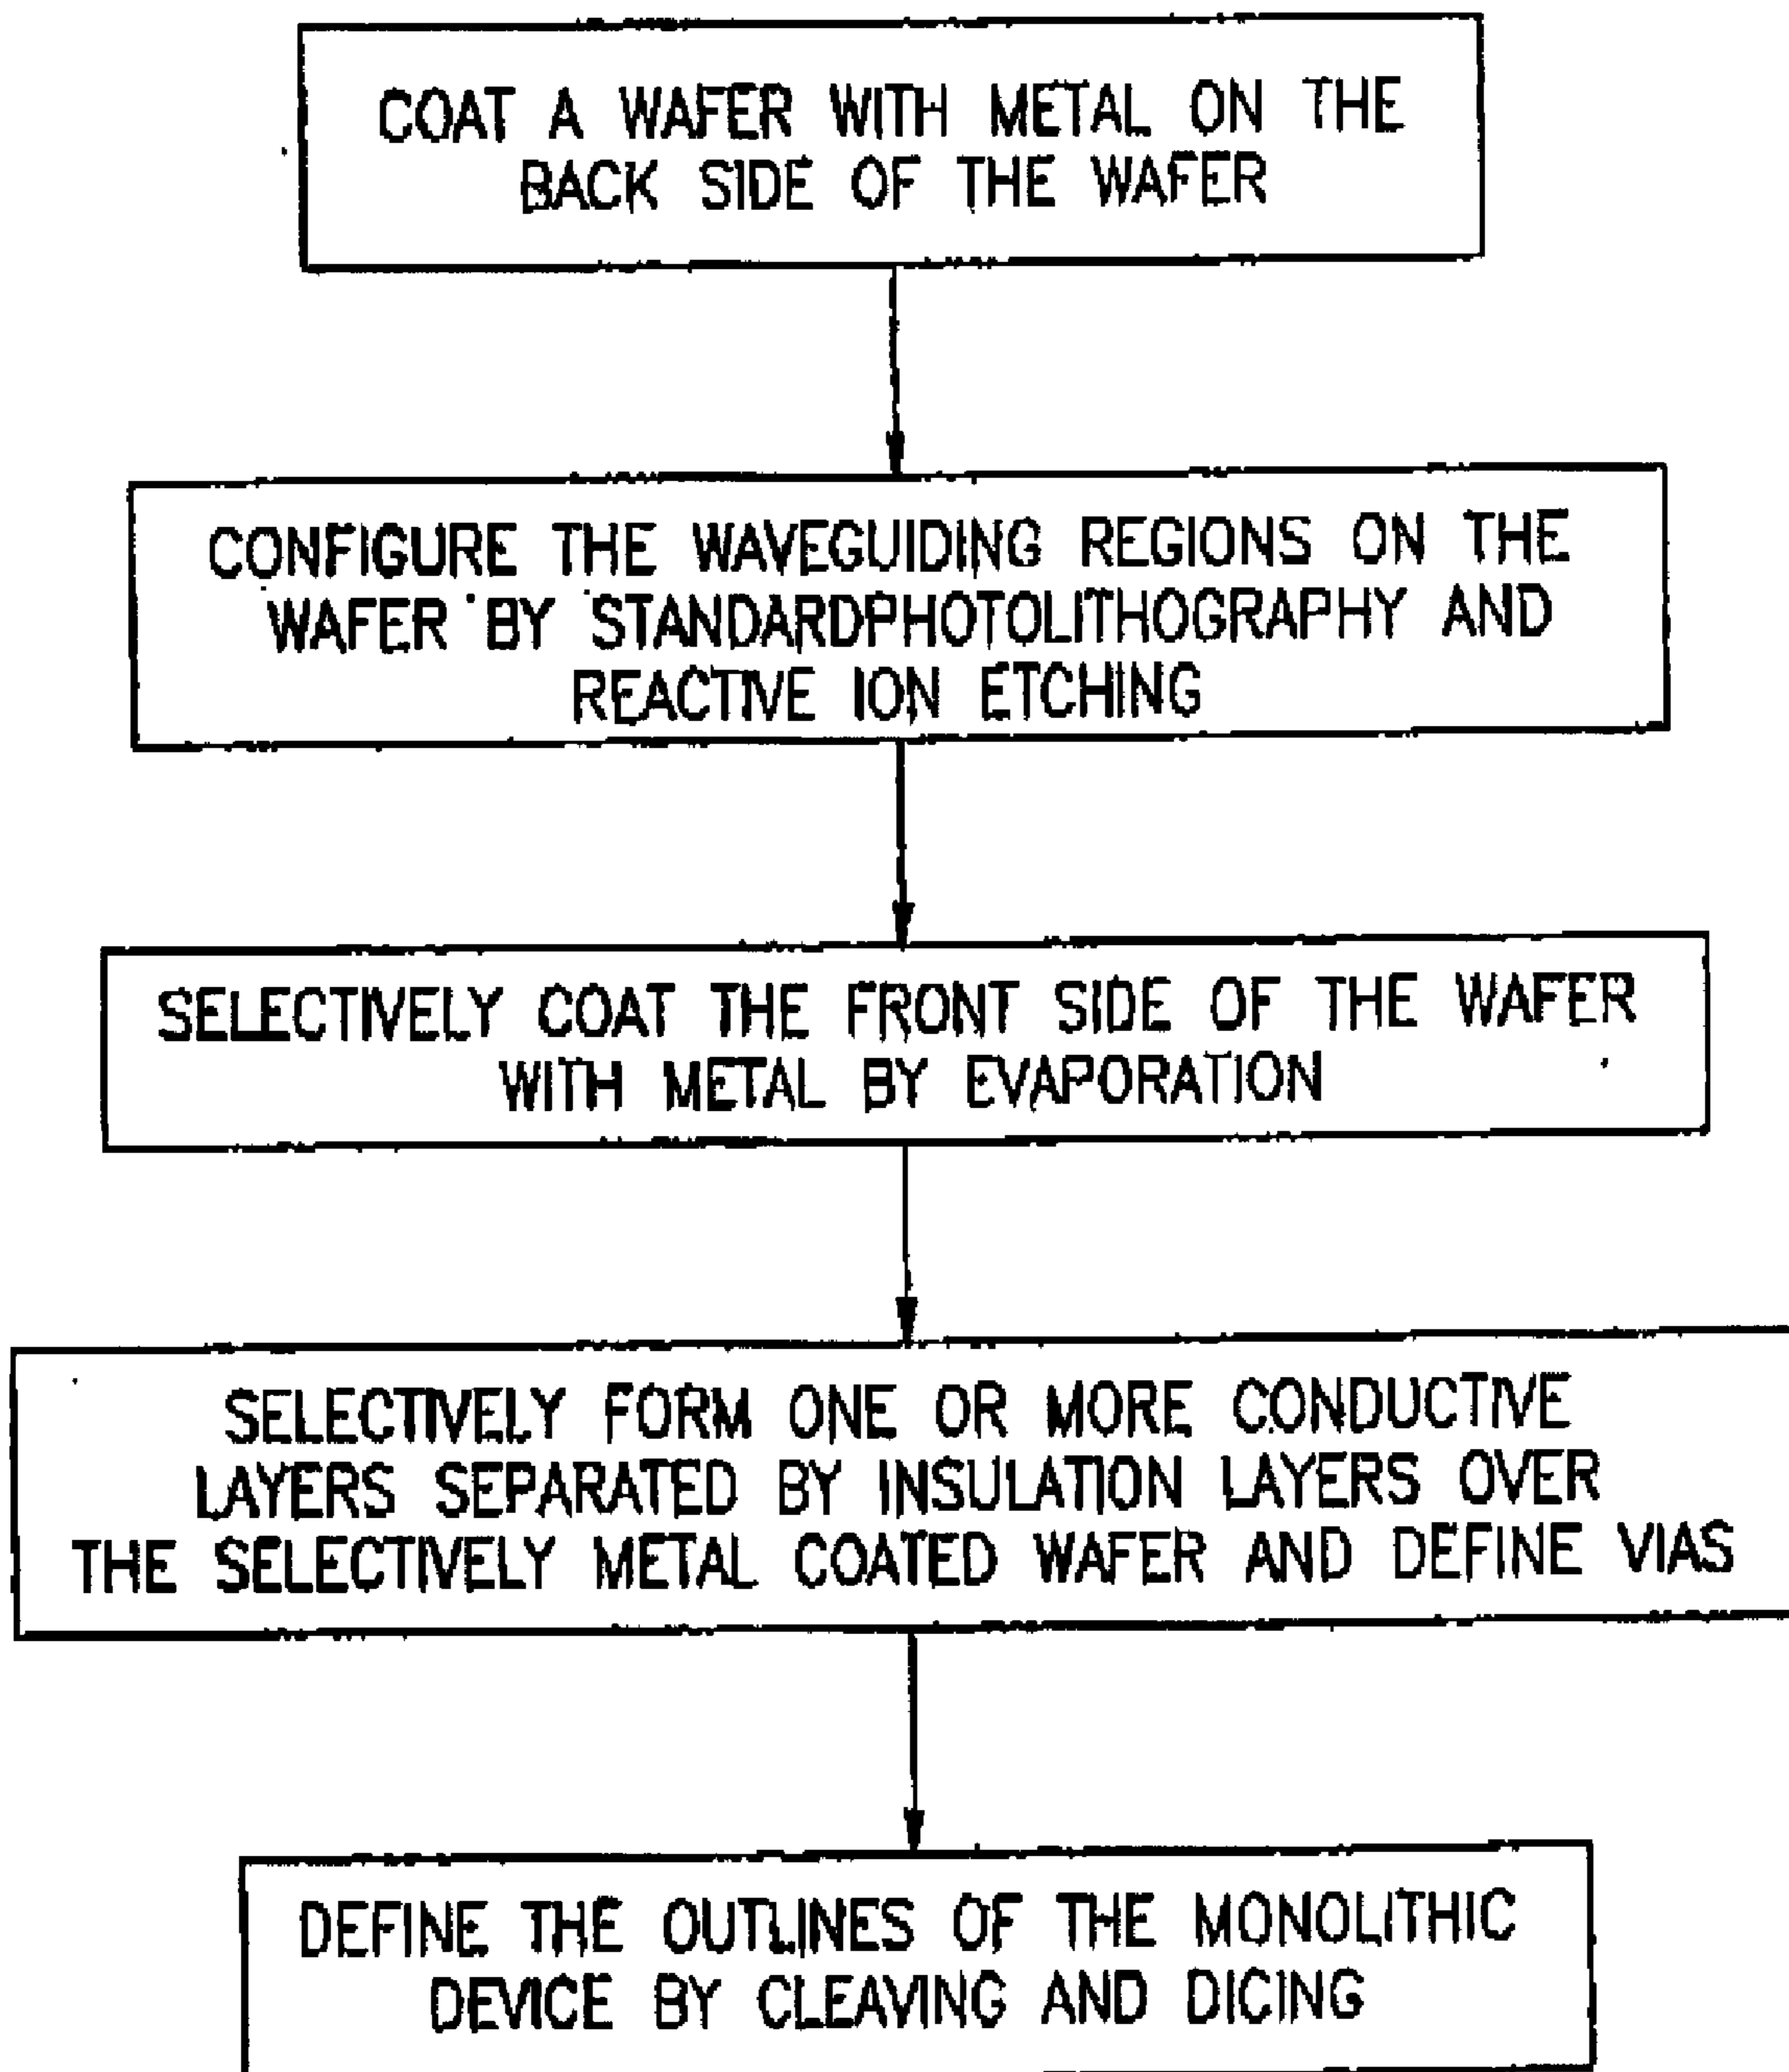 COAT A WAFER WITH METAL ON THE
BACK SIDE OF THE WAFER
CONFIGURE THE WAVEGUIDING REGIONS ON THE
WAFER BY STANDARDPHOTOLITHOGRAPHY AND
REACTIVE ION ETCHING
SELECTIVELY COAT THE FRONT SIDE OF THE WAFER
WITH METAL BY EVAPORATION
SELECTIVELY FORM ONE OR MORE CONDUCTIVE
LAYERS SEPARATED BY INSULATION LAYERS OVER
THE SELECTIVELY METAL COATED WAFER AND DEFINE VIAS
DEFINE THE OUTLINES OF THE MONOLITHIC
DEVICE BY CLEAVING AND DICING